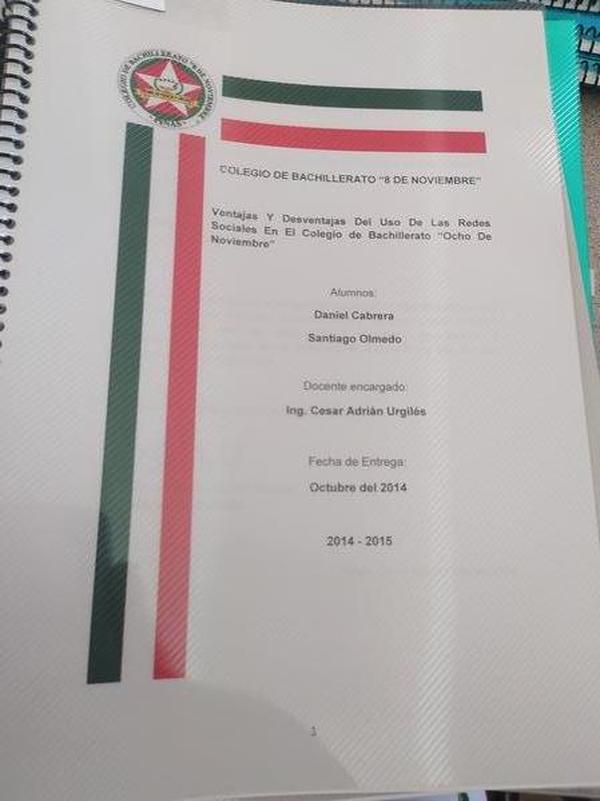 COLEGIO DE BACHILLERATO "8 DE NOVIEMBRE"
PIÑAS
COLEGIO DE BACHILLERATO "8 DE NOVIEMBRE"
Ventajas Y Desventajas Del Uso De Las Redes
Sociales En El Colegio de Bachillerato "Ocho De
Noviembre"
Alumnos:
Daniel Cabrera
Santiago Olmedo
Docente encargado:
Ing. Cesar Adrián Urgilés
Fecha de Entrega:
Octubre del 2014
2014 - 2015
1